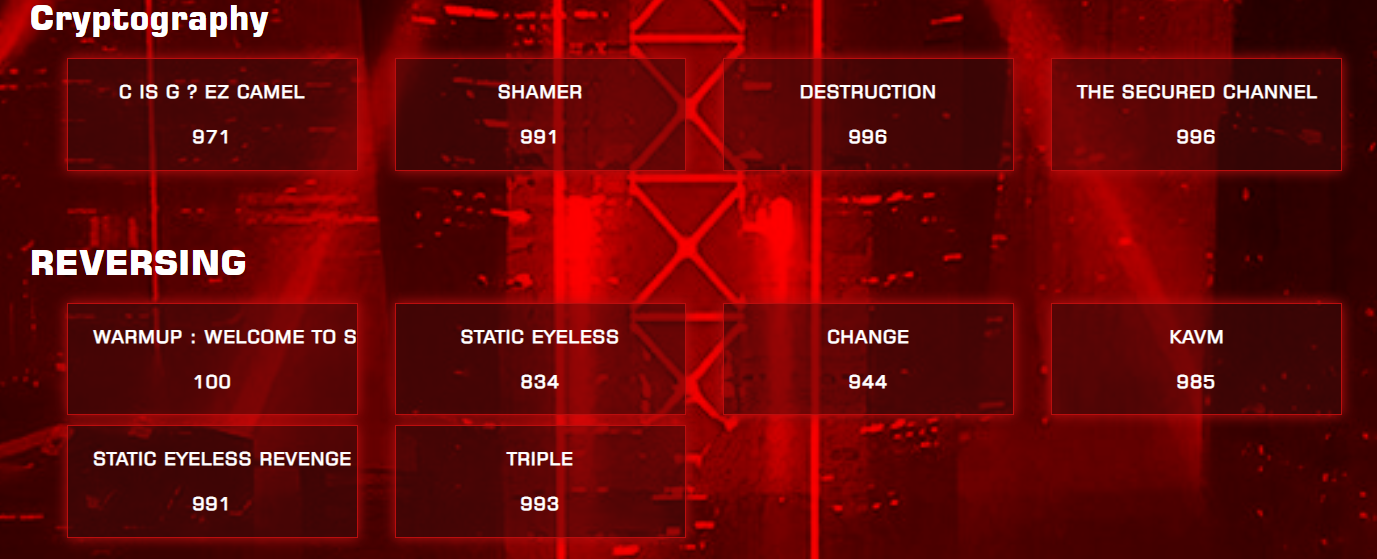 Cryptography
C IS G ? EZ CAMEL
971
SHAMER
991
DESTRUCTION
996
THE SECURED CHANNEL
996
REVERSING
WARMUP : WELCOME TO S
100
STATIC EYELESS
834
CHANGE
944
KAVM
985
STATIC EYELESS REVENGE
991
TRIPLE
993